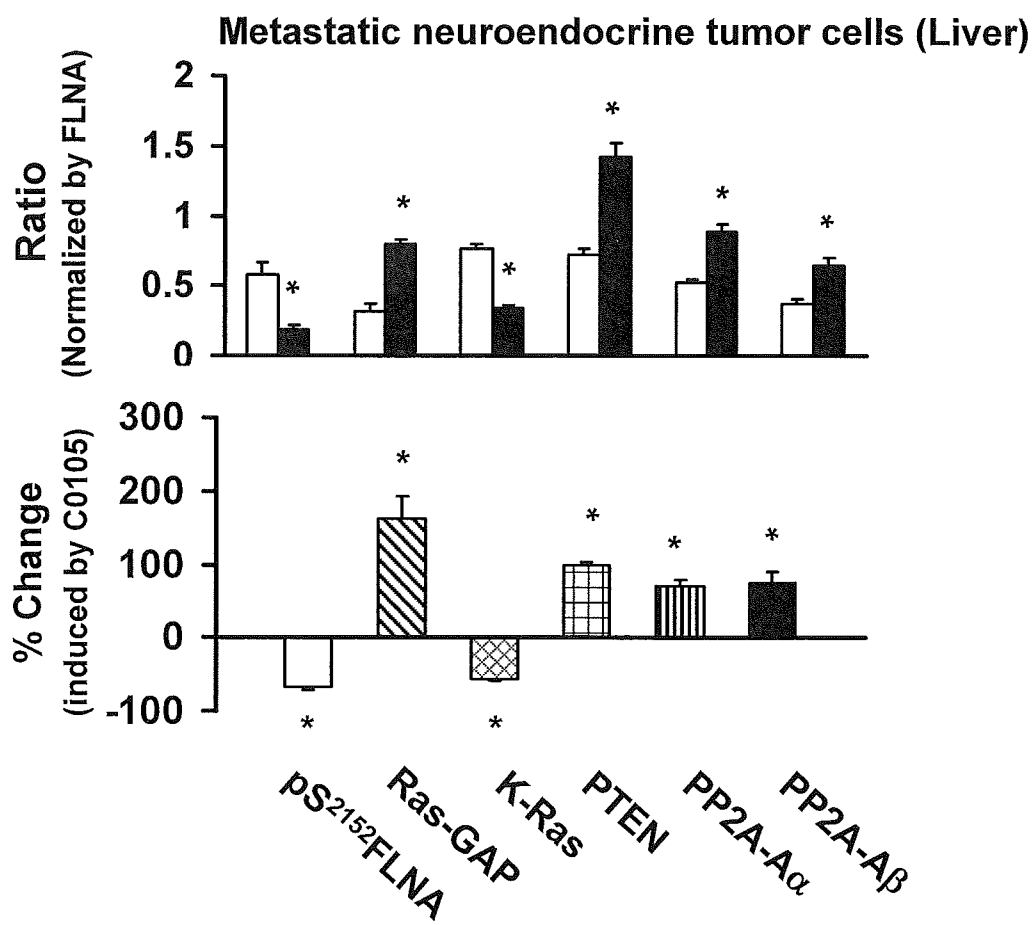 Metastatic neuroendocrine tumor cells (Liver)
Ratio
(Normalized by FLNA)
2
1.5
1
0.5
0
*
*
*
*
*
*
% Change
(induced by C0105)
300
200
100
0
-100
*
*
*
*
*
*
pS²¹⁵²FLNA
Ras-GAP
K-Ras
PTEN
PP2A-Aα
PP2A-Aβ